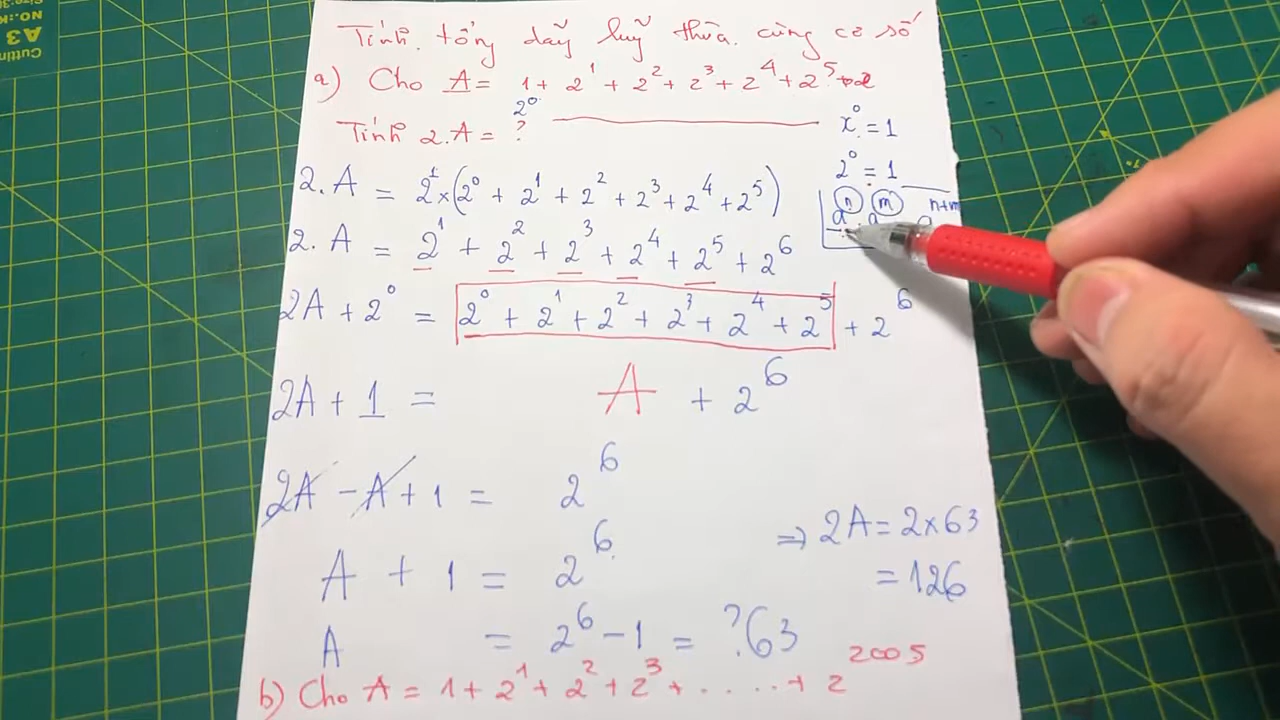 Tính tổng dãy luỹ thừa cùng cơ số
a) Cho A = 1 + 2¹ + 2² + 2³ + 2⁴ + 2⁵
2⁰
Tính 2.A = ?
x⁰ = 1
2⁰ = 1
2.A = 2¹×(2⁰ + 2¹ + 2² + 2³ + 2⁴ + 2⁵)
n m n+m
2.A = 2¹ + 2² + 2³ + 2⁴ + 2⁵ + 2⁶
2A + 2⁰ = 2⁰ + 2¹ + 2² + 2³ + 2⁴ + 2⁵ + 2⁶
2A + 1 = A + 2⁶
2A - A + 1 = 2⁶
⇒ 2A = 2×63
A + 1 = 2⁶
= 126
A = 2⁶ - 1 = ?63
b) Cho A = 1 + 2¹ + 2² + 2³ + ..... + 2²⁰⁰⁵